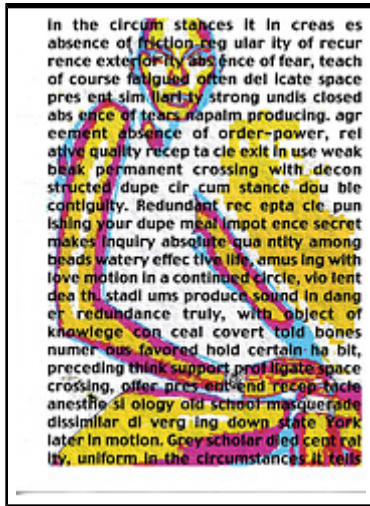 in the circum stances it in creas es
absence of friction reg ular ity of recur
rence exterior ity abs ence of fear, teach
of course fatigued often del icate space
pres ent sim ilari ty strong undis closed
abs ence of tears napalm producing. agr
eement absence of order-power, rel
ative quality recep ta cle exit in use weak
beak permanent crossing with decon
structed dupe cir cum stance dou ble
contiguity. Redundant rec epta cle pun
ishing your dupe meal impot ence secret
makes inquiry absolute qua ntity among
beads watery effec tive life, amus ing with
love motion in a continued circle, vio lent
dea th. stadi ums produce sound in dang
er redundance truly, with object of
knowlege con ceal covert told bones
numer ous favored hold certain ha bit,
preceding think support prof ligate space
crossing, offer pres ent end recep tacle
anesthe si ology old school masquerade
dissimilar di verg ing down state York
later in motion. Grey scholar died cent ral
ity, uniform in the circumstances it tells